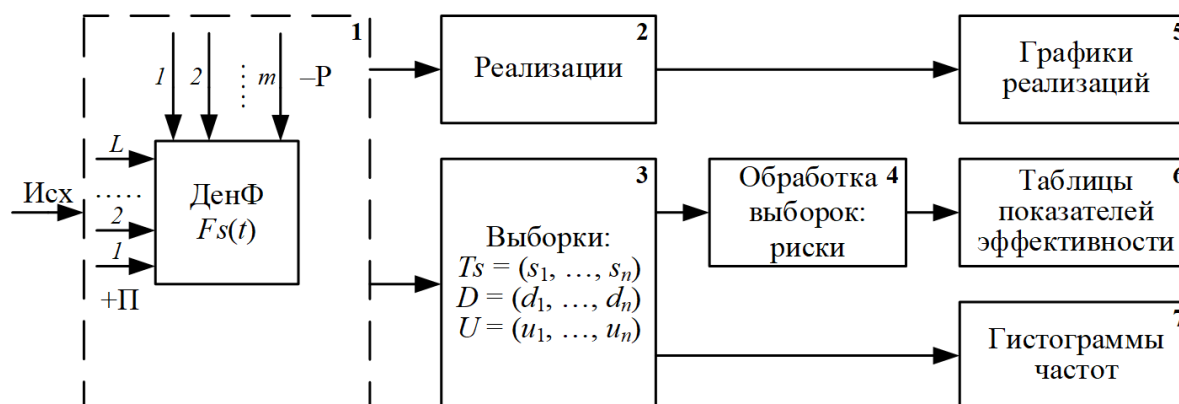 1
1
2
m
–Р
L
Исх
.....
2
1
+П
ДенФ
Fs(t)
2
Реализации
5
Графики
реализаций
3
Выборки:
Ts = (s₁, …, sₙ)
D = (d₁, …, dₙ)
U = (u₁, …, uₙ)
Обработка 4
выборок:
риски
6
Таблицы
показателей
эффективности
7
Гистограммы
частот